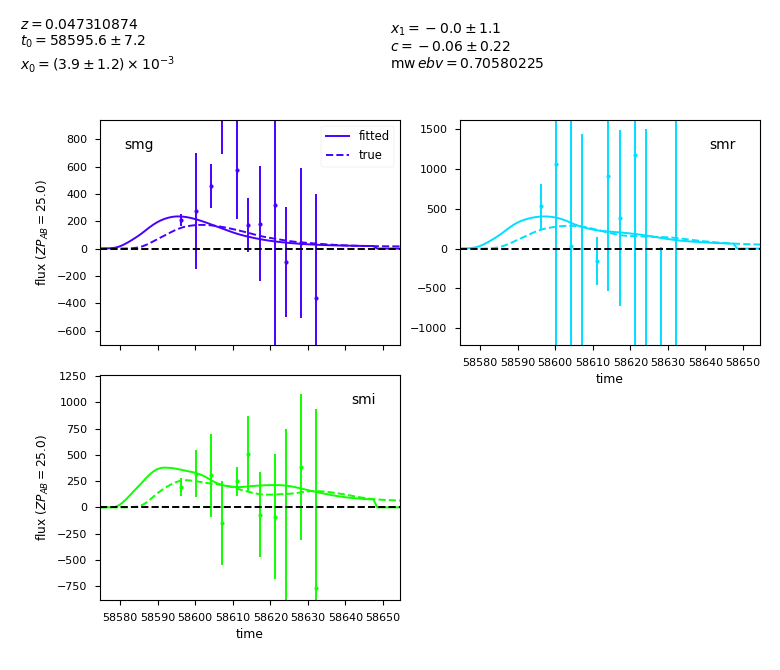 z = 0.047310874
t₀ = 58595.6 ± 7.2
x₀ = (3.9 ± 1.2) × 10⁻³
x₁ = −0.0 ± 1.1
c = −0.06 ± 0.22
mw ebv = 0.70580225
smg
fitted
true
flux (ZP_AB = 25.0)
800
600
400
200
0
−200
−400
−600
smr
1500
1000
500
0
−500
−1000
58580 58590 58600 58610 58620 58630 58640 58650
time
smi
flux (ZP_AB = 25.0)
1250
1000
750
500
250
0
−250
−500
−750
58580 58590 58600 58610 58620 58630 58640 58650
time